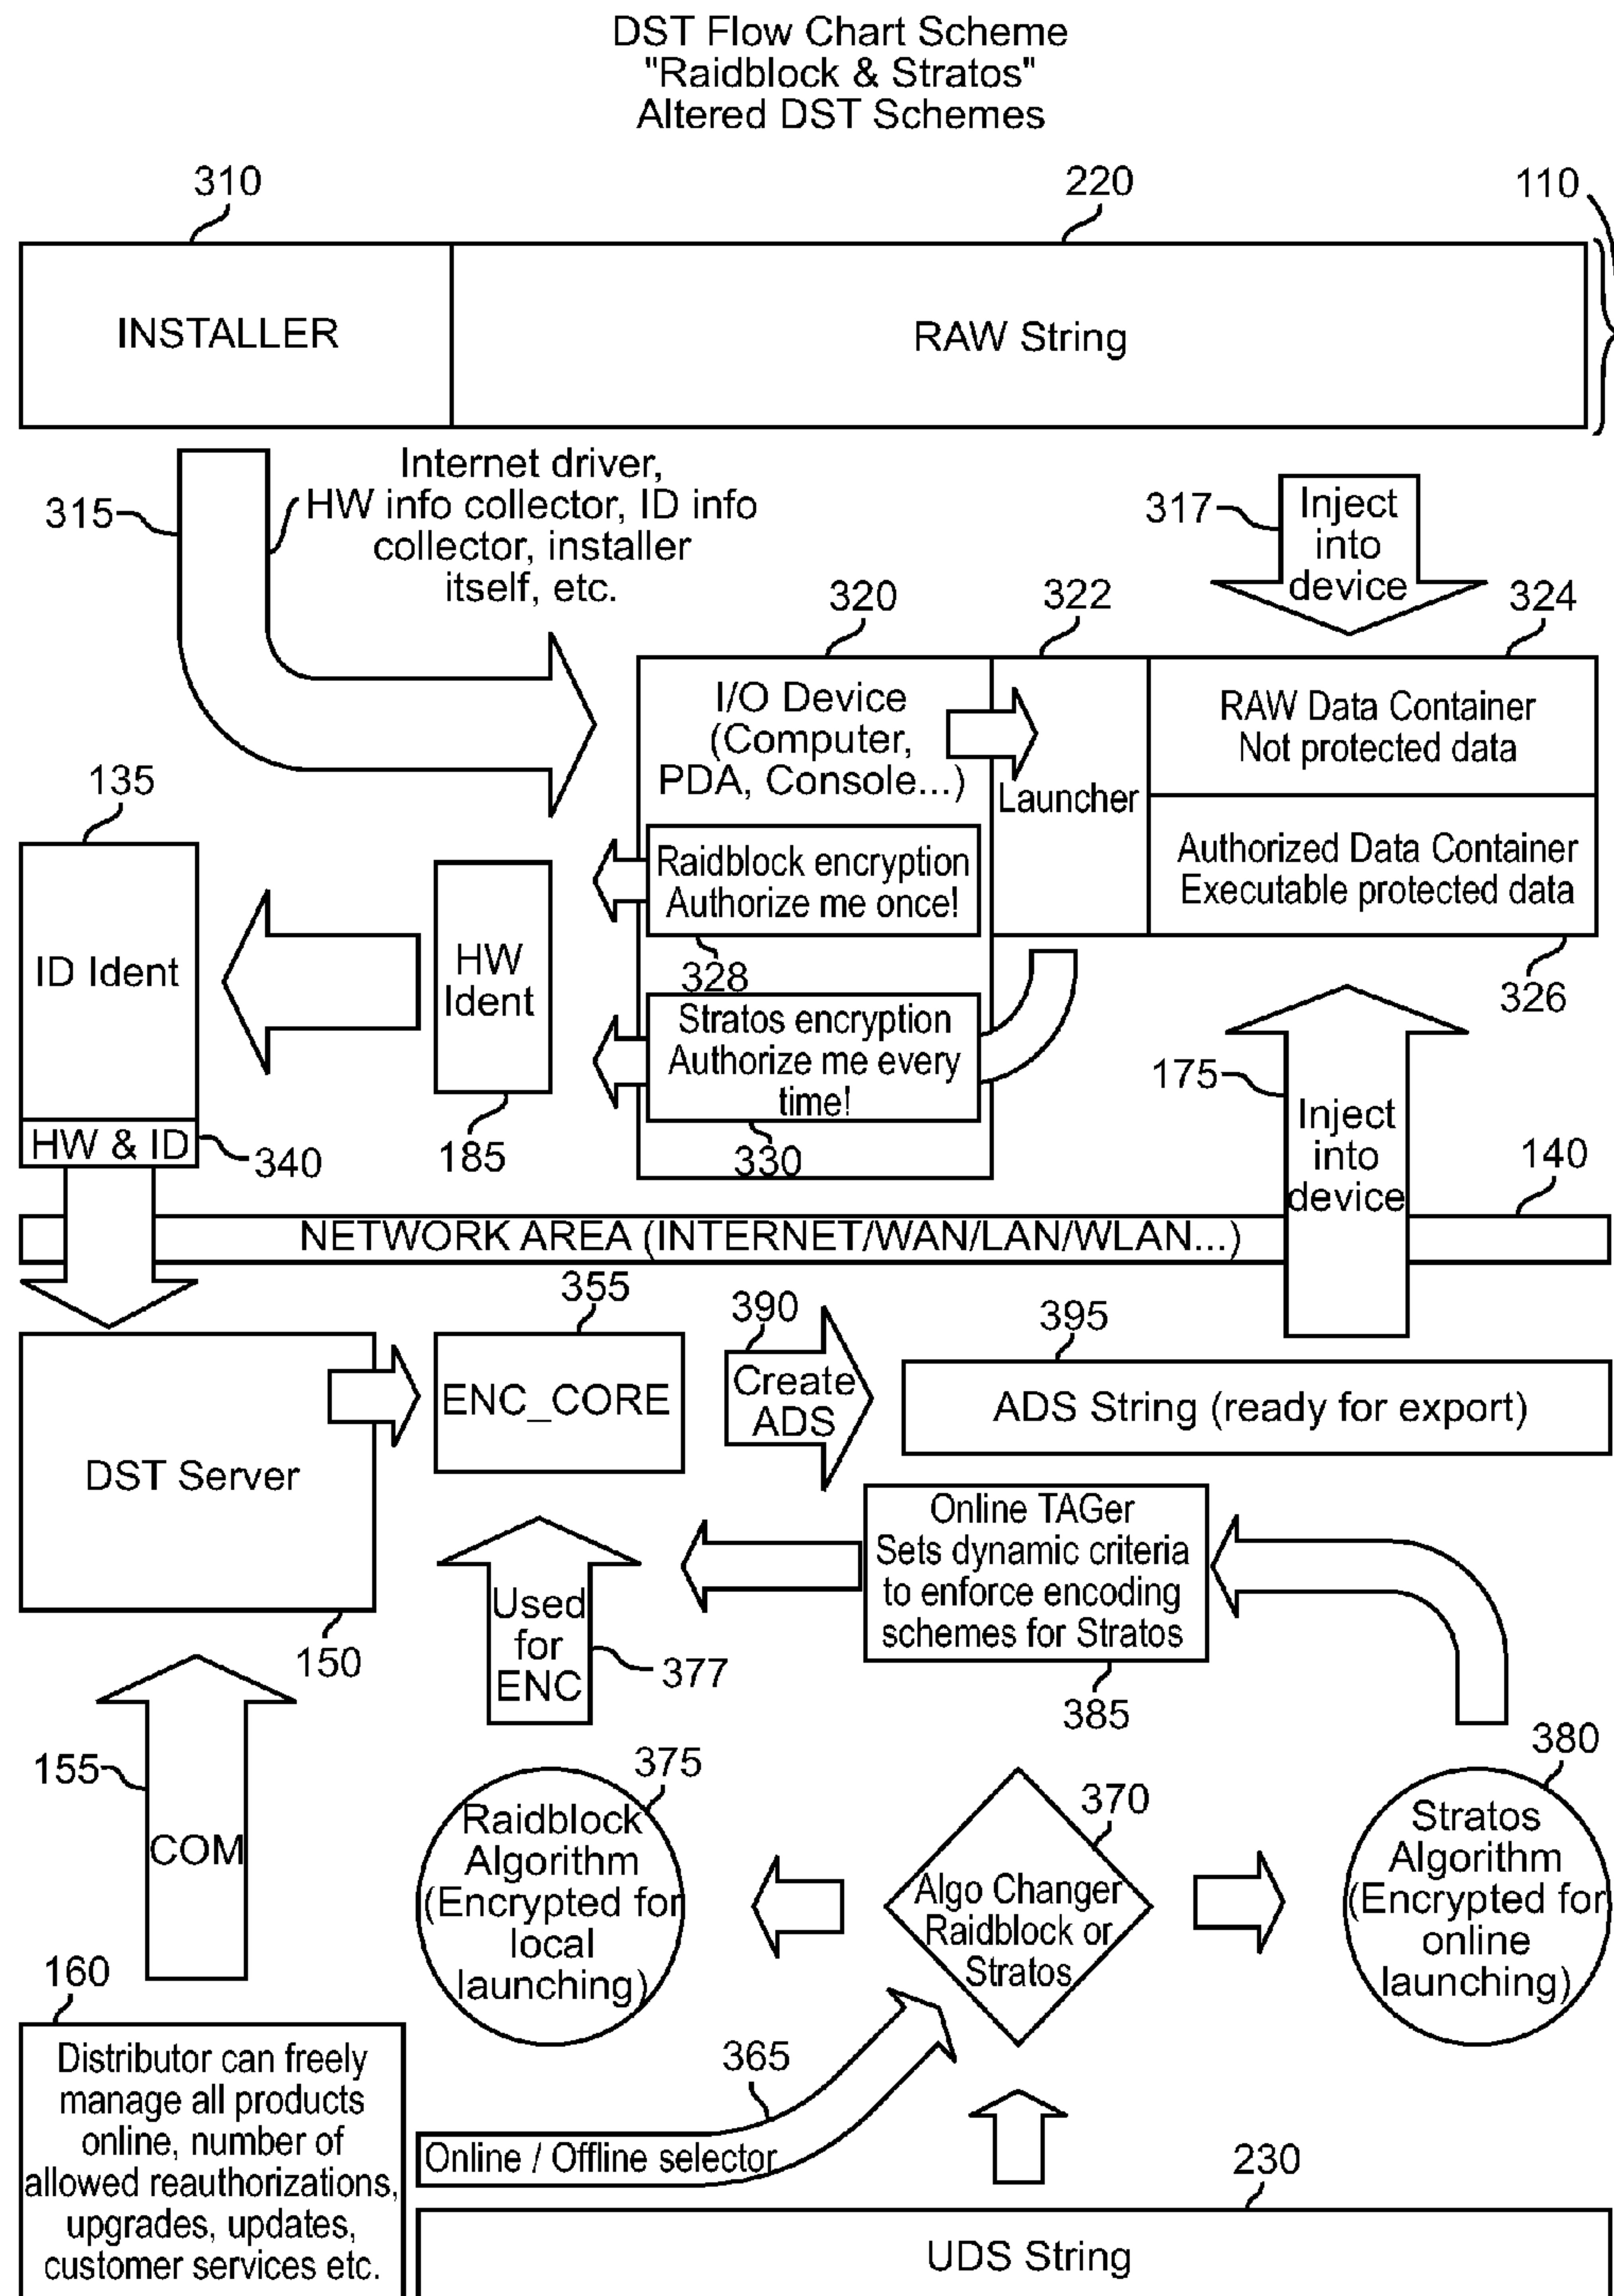 DST Flow Chart Scheme
"Raidblock & Stratos"
Altered DST Schemes
310
220
110
INSTALLER
RAW String
315
Internet driver,
HW info collector, ID info
collector, installer
itself, etc.
317
Inject
into
device
320
322
324
I/O Device
(Computer,
PDA, Console...)
Launcher
RAW Data Container
Not protected data
135
Raidblock encryption
Authorize me once!
Authorized Data Container
Executable protected data
ID Ident
HW
Ident
328
326
Stratos encryption
Authorize me every
time!
175
Inject
into
device
HW & ID
340
185
330
140
NETWORK AREA (INTERNET/WAN/LAN/WLAN...)
355
390
395
DST Server
ENC_CORE
Create
ADS
ADS String (ready for export)
Online TAGer
Sets dynamic criteria
to enforce encoding
schemes for Stratos
Used
for
ENC
150
377
385
155
COM
375
370
380
Raidblock
Algorithm
(Encrypted for
local
launching)
Algo Changer
Raidblock or
Stratos
Stratos
Algorithm
(Encrypted for
online
launching)
160
Distributor can freely
manage all products
online, number of
allowed reauthorizations,
upgrades, updates,
customer services etc.
365
Online / Offline selector
230
UDS String